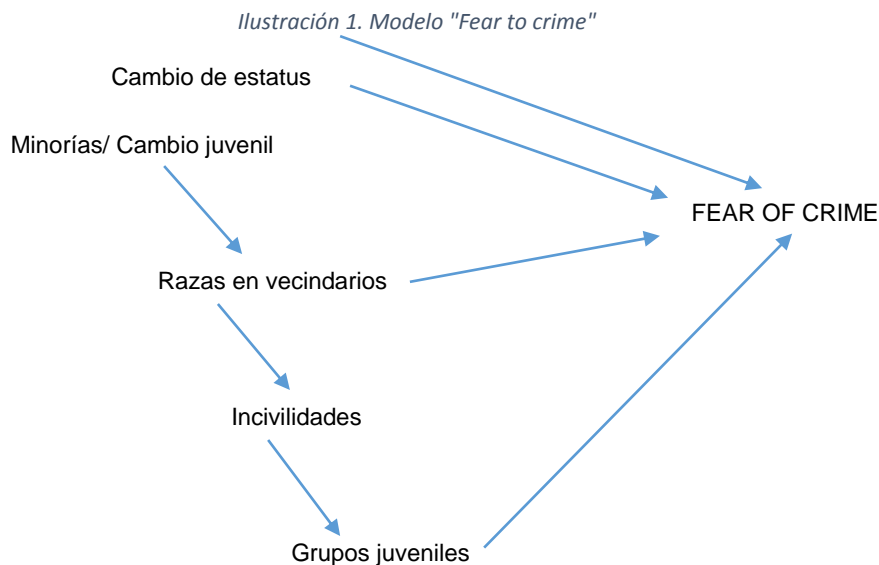 Ilustración 1. Modelo "Fear to crime"
Cambio de estatus
Minorías/ Cambio juvenil
FEAR OF CRIME
Razas en vecindarios
Incivilidades
Grupos juveniles